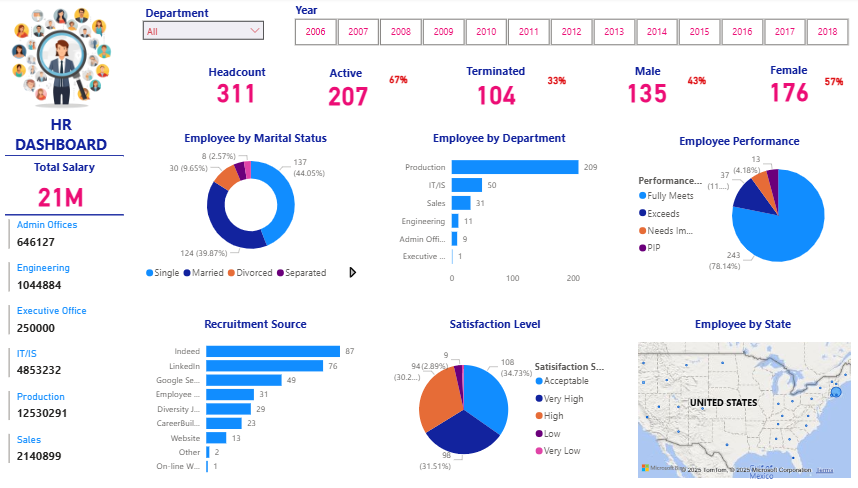 HR
DASHBOARD
Total Salary
21M
Admin Offices
646127
Engineering
1044884
Executive Office
250000
IT/IS
4853232
Production
12530291
Sales
2140899
Department
All
Year
2006 2007 2008 2009 2010 2011 2012 2013 2014 2015 2016 2017 2018
Headcount
311
Active
207
67%
Terminated
104
33%
Male
135
43%
Female
176
57%
Employee by Marital Status
8 (2.57%)
30 (9.65%)
137
(44.05%)
124 (39.87%)
Single Married Divorced Separated
Employee by Department
Production 209
IT/IS 50
Sales 31
Engineering 11
Admin Offi... 9
Executive ... 1
0 100 200
Employee Performance
13
(4.18%)
37
(11....)
243
(78.14%)
Performance...
Fully Meets
Exceeds
Needs Im...
PIP
Recruitment Source
Indeed 87
LinkedIn 76
Google Se... 49
Employee ... 31
Diversity J... 29
CareerBuil... 23
Website 13
Other 2
On-line W... 1
Satisfaction Level
9
(2.89%)
94
(30.2...)
108
(34.73%)
98
(31.51%)
Satisifaction S...
Acceptable
Very High
High
Low
Very Low
Employee by State
UNITED STATES
Gulf of
Mexico
Microsoft
© 2025 TomTom, © 2025 Microsoft Corporation Terms